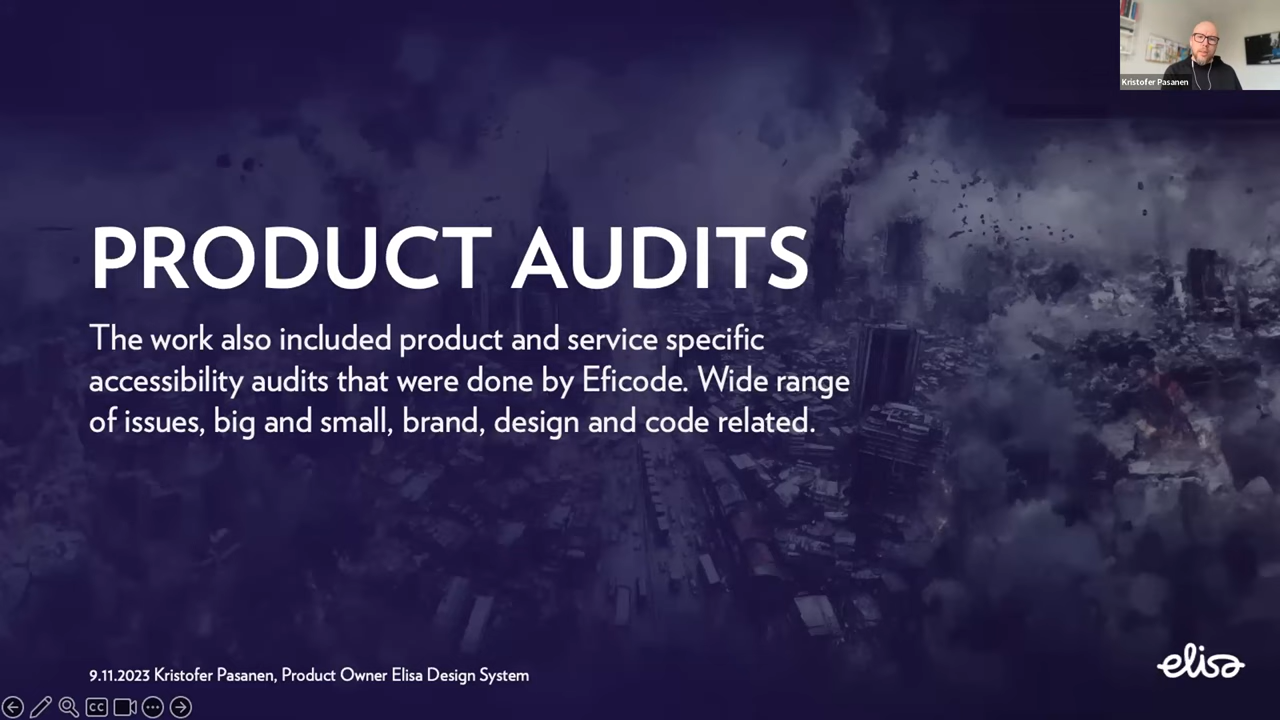 Kristofer Pasanen
PRODUCT AUDITS
The work also included product and service specific
accessibility audits that were done by Eficode. Wide range
of issues, big and small, brand, design and code related.
9.11.2023 Kristofer Pasanen, Product Owner Elisa Design System
elisa
CC